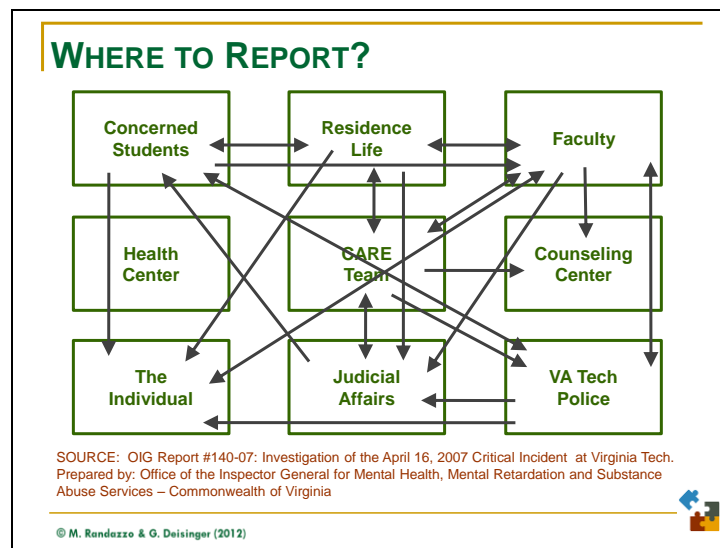 WHERE TO REPORT?
Concerned
Students
Residence
Life
Faculty
Health
Center
CARE
Team
Counseling
Center
The
Individual
Judicial
Affairs
VA Tech
Police
SOURCE: OIG Report #140-07: Investigation of the April 16, 2007 Critical Incident at Virginia Tech.
Prepared by: Office of the Inspector General for Mental Health, Mental Retardation and Substance
Abuse Services – Commonwealth of Virginia
© M. Randazzo & G. Deisinger (2012)